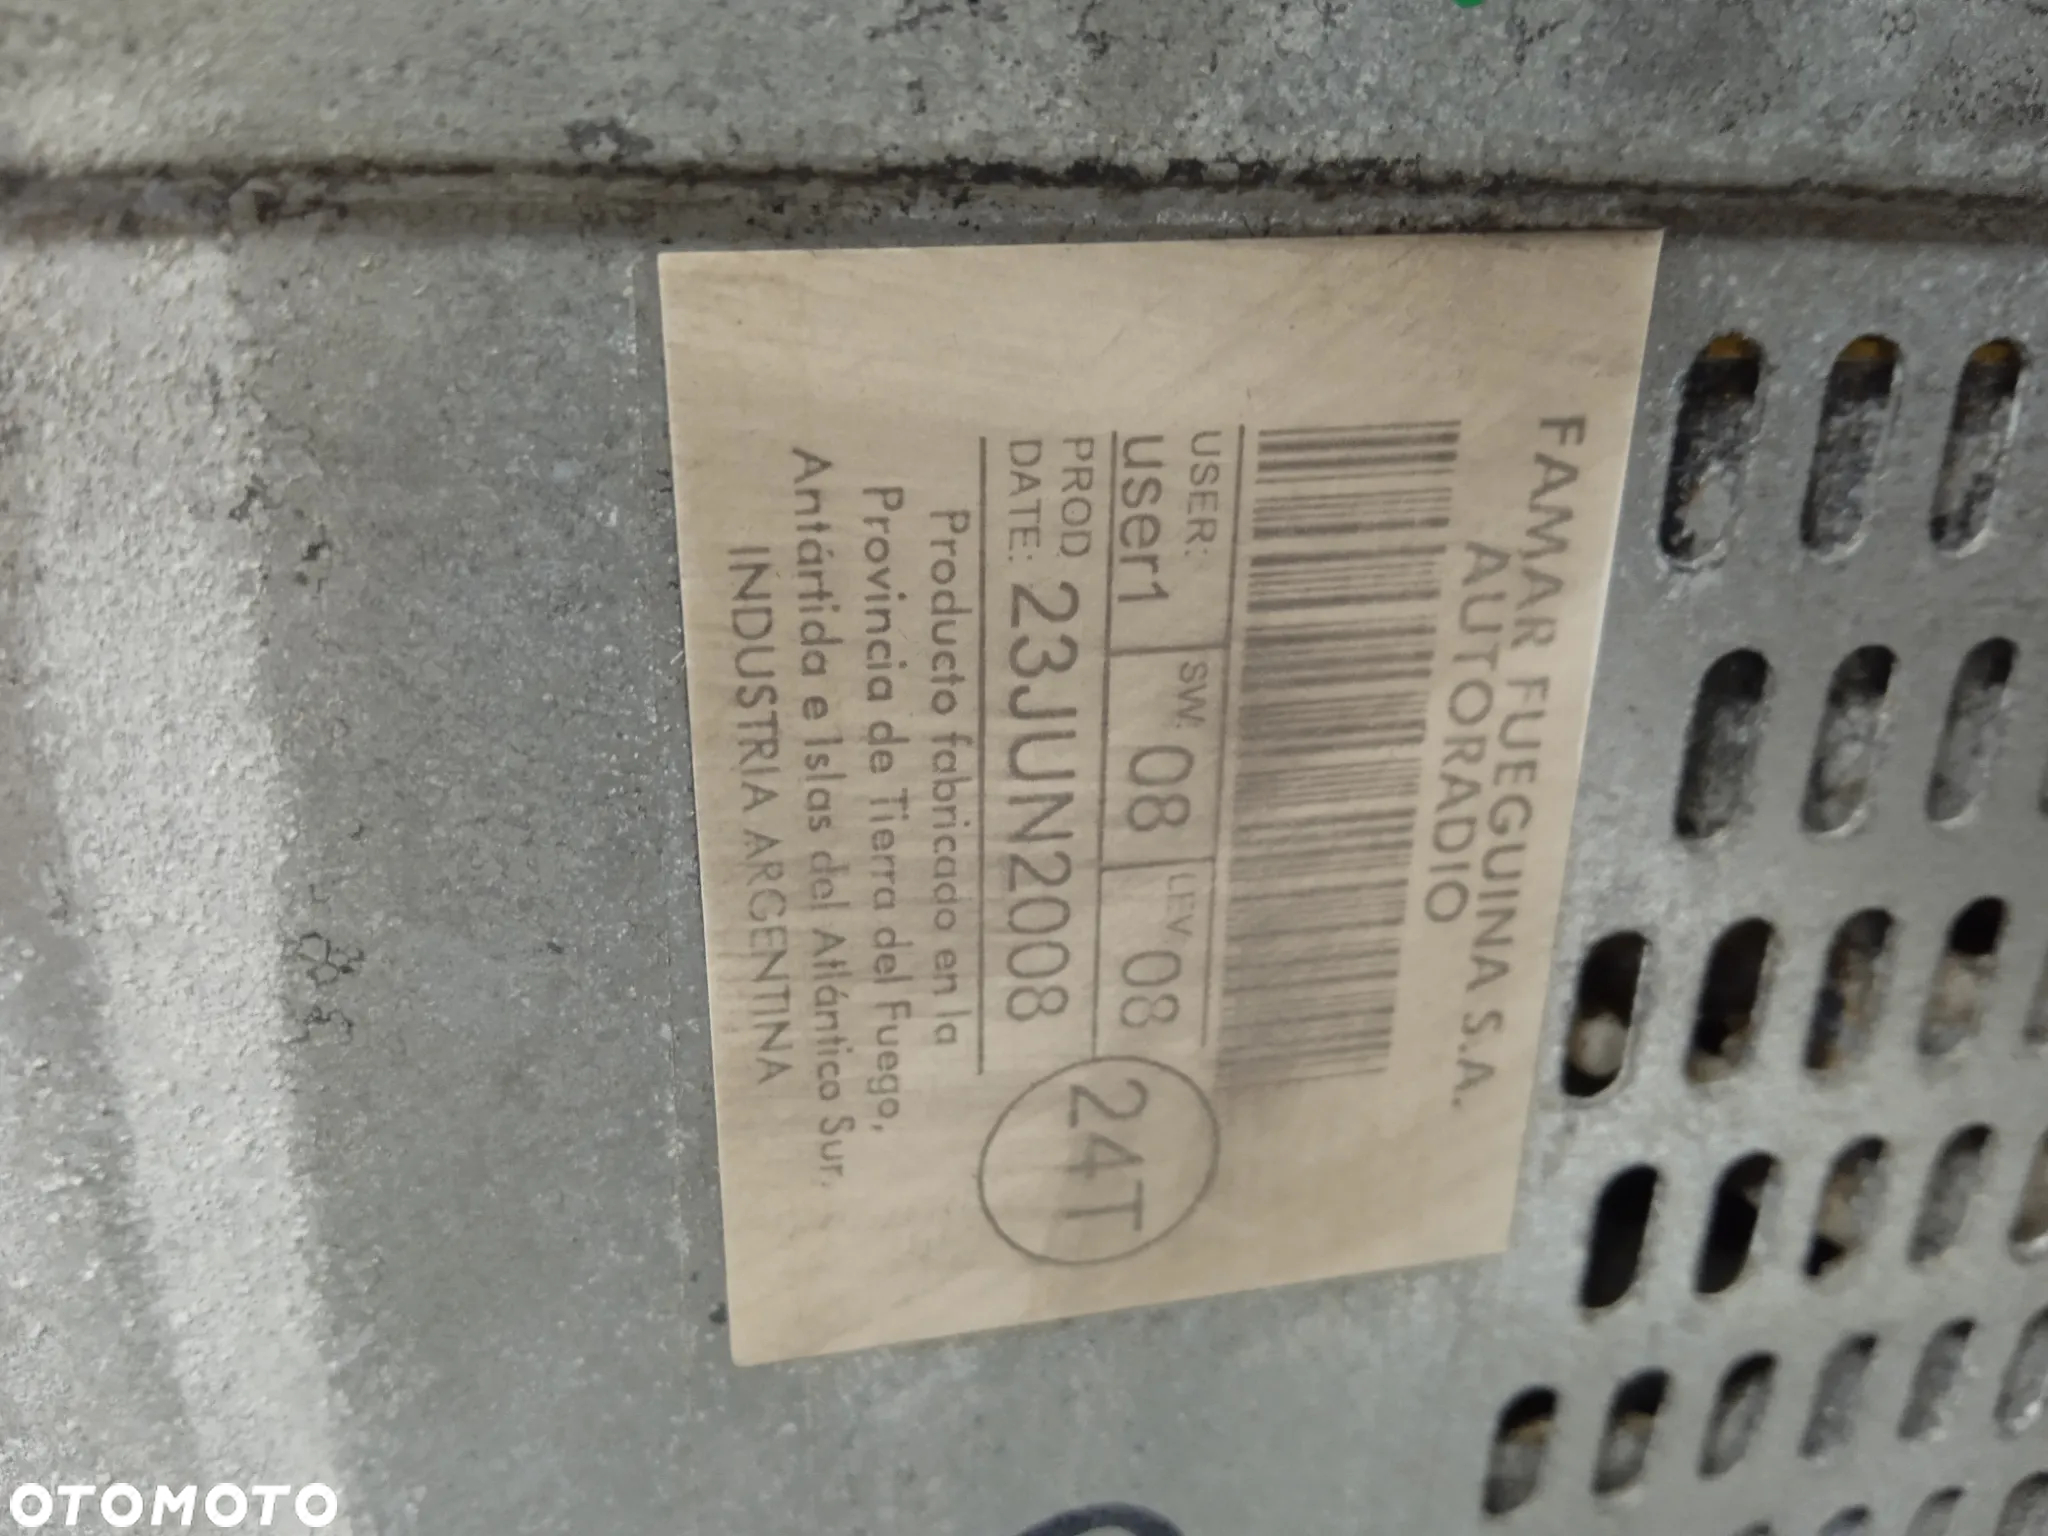 FAMAR FUEGUINA S.A.
AUTORADIO
USER: SW: LEV
user1 08 08
PROD.
DATE: 23JUN2008
24T
Producto fabricado en la
Provincia de Tierra del Fuego,
Antártida e Islas del Atlántico Sur,
INDUSTRIA ARGENTINA
OTOMOTO